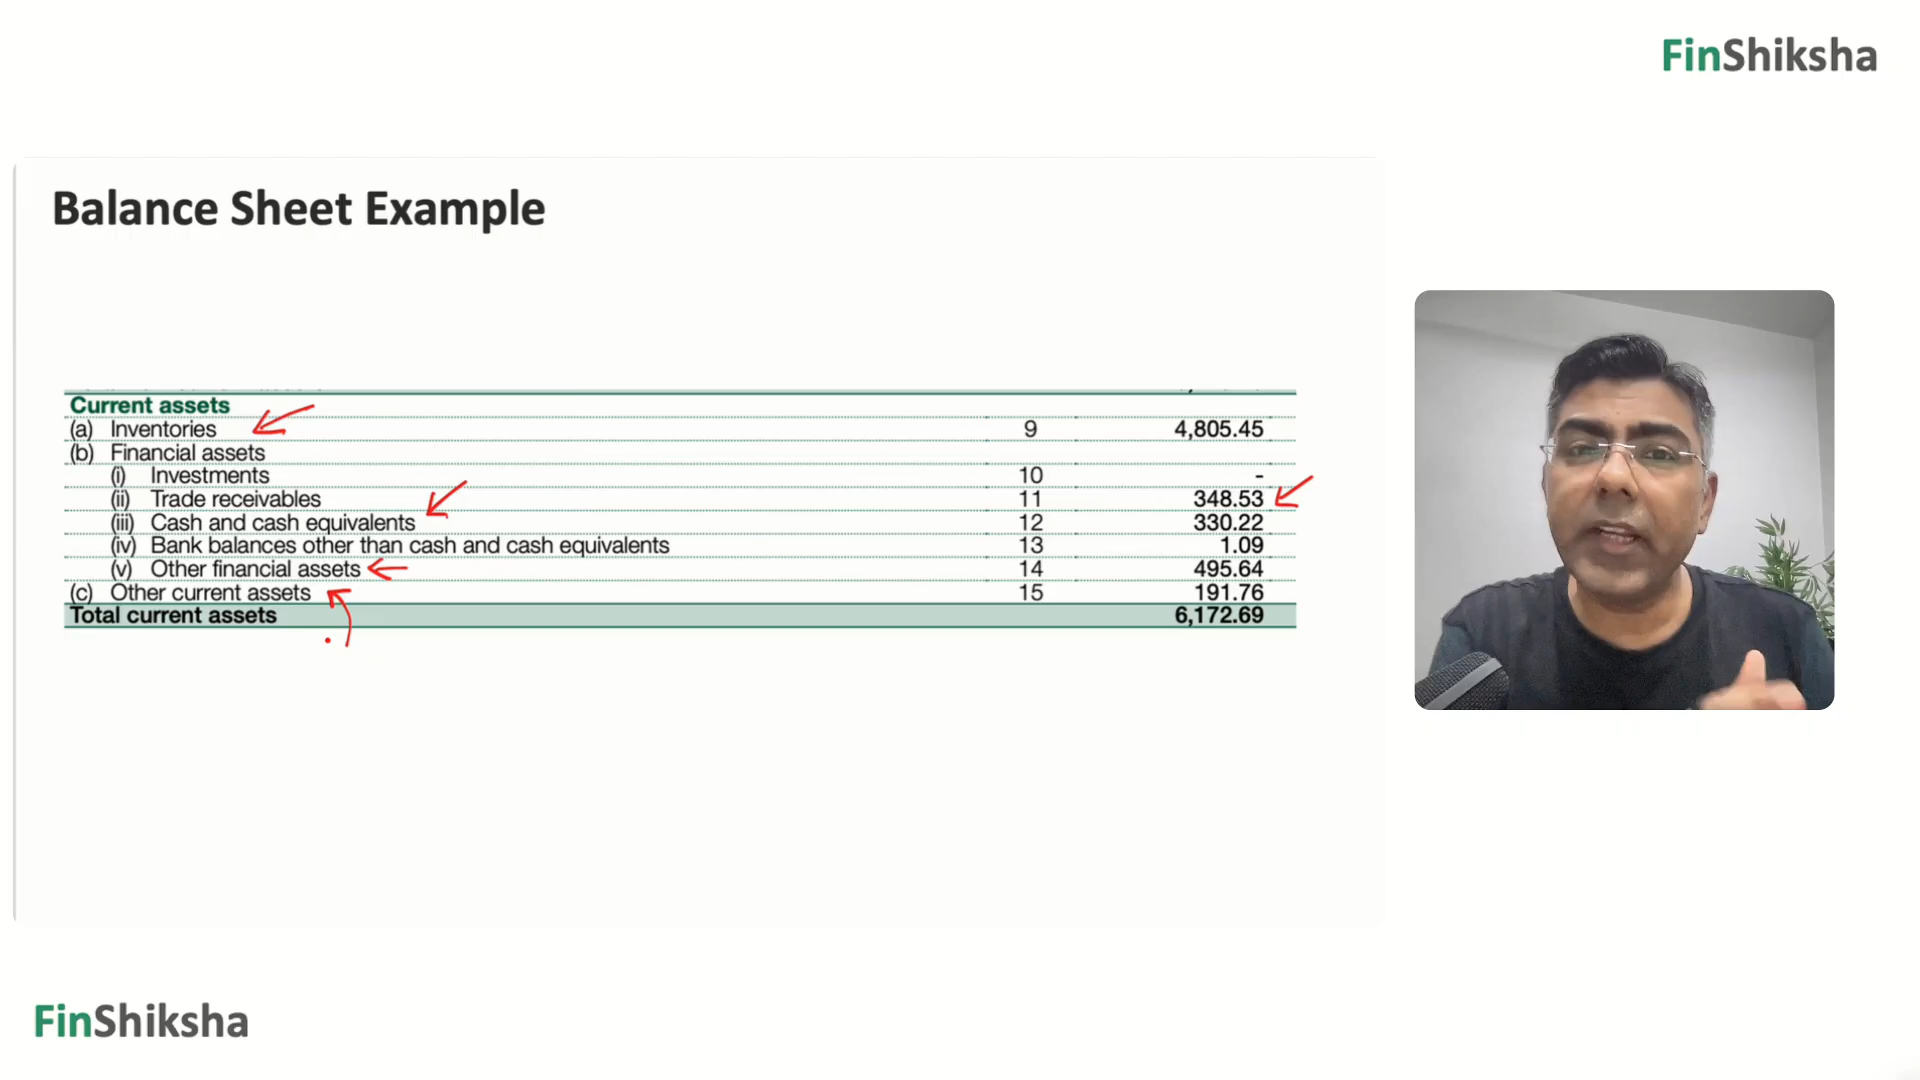 FinShiksha
Balance Sheet Example
Current assets
(a) Inventories 9 4,805.45
(b) Financial assets
(i) Investments 10 -
(ii) Trade receivables 11 348.53
(iii) Cash and cash equivalents 12 330.22
(iv) Bank balances other than cash and cash equivalents 13 1.09
(v) Other financial assets 14 495.64
(c) Other current assets 15 191.76
Total current assets 6,172.69
FinShiksha